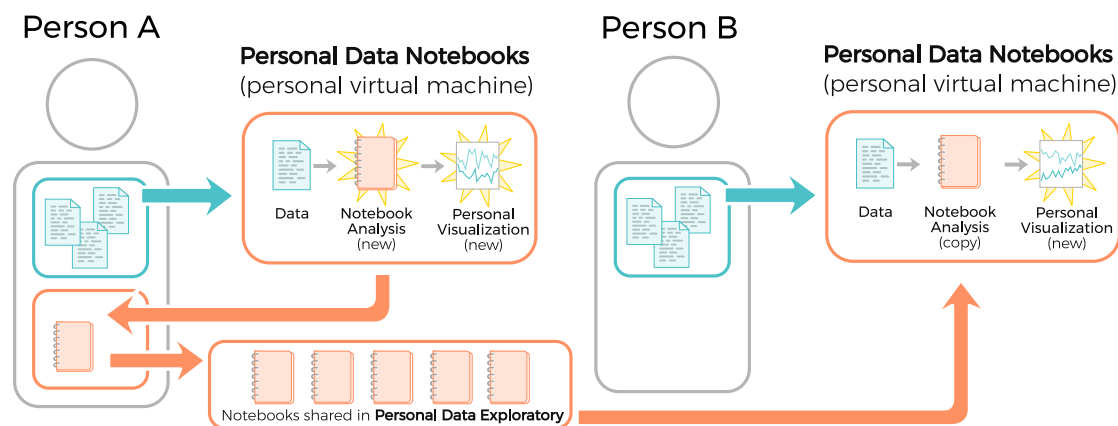 Person A
Personal Data Notebooks
(personal virtual machine)
Data
Notebook
Analysis
(new)
Personal
Visualization
(new)
Notebooks shared in Personal Data Exploratory
Person B
Personal Data Notebooks
(personal virtual machine)
Data
Notebook
Analysis
(copy)
Personal
Visualization
(new)